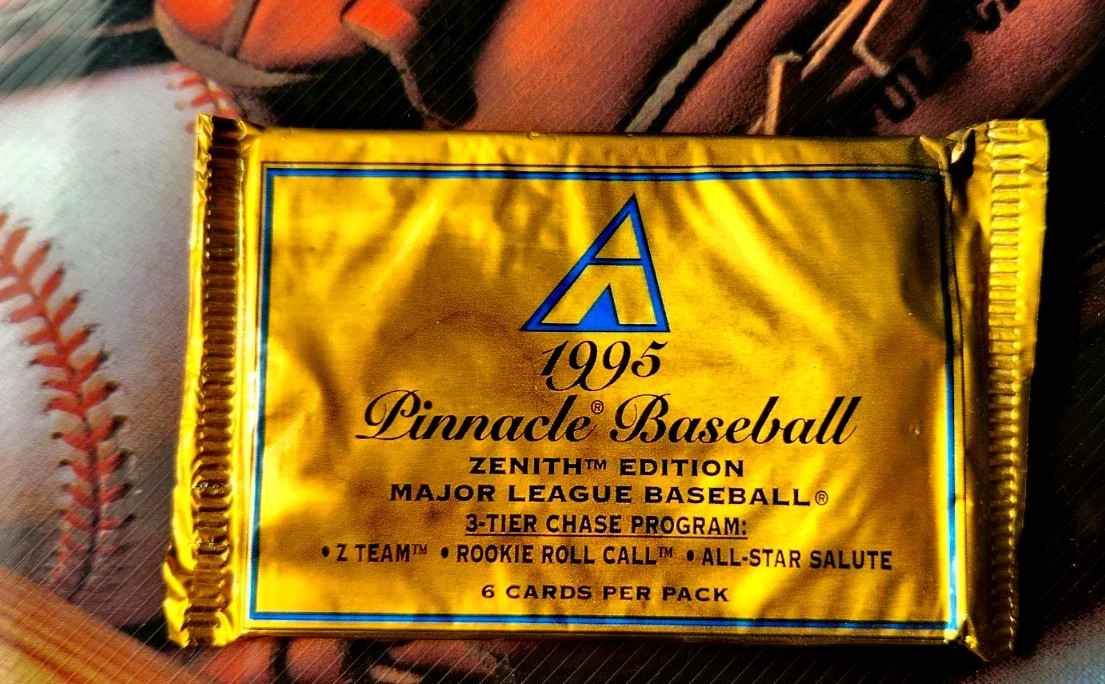 1995
Pinnacle® Baseball
ZENITH™ EDITION
MAJOR LEAGUE BASEBALL®
3-TIER CHASE PROGRAM:
• Z TEAM™ • ROOKIE ROLL CALL™ • ALL-STAR SALUTE
6 CARDS PER PACK